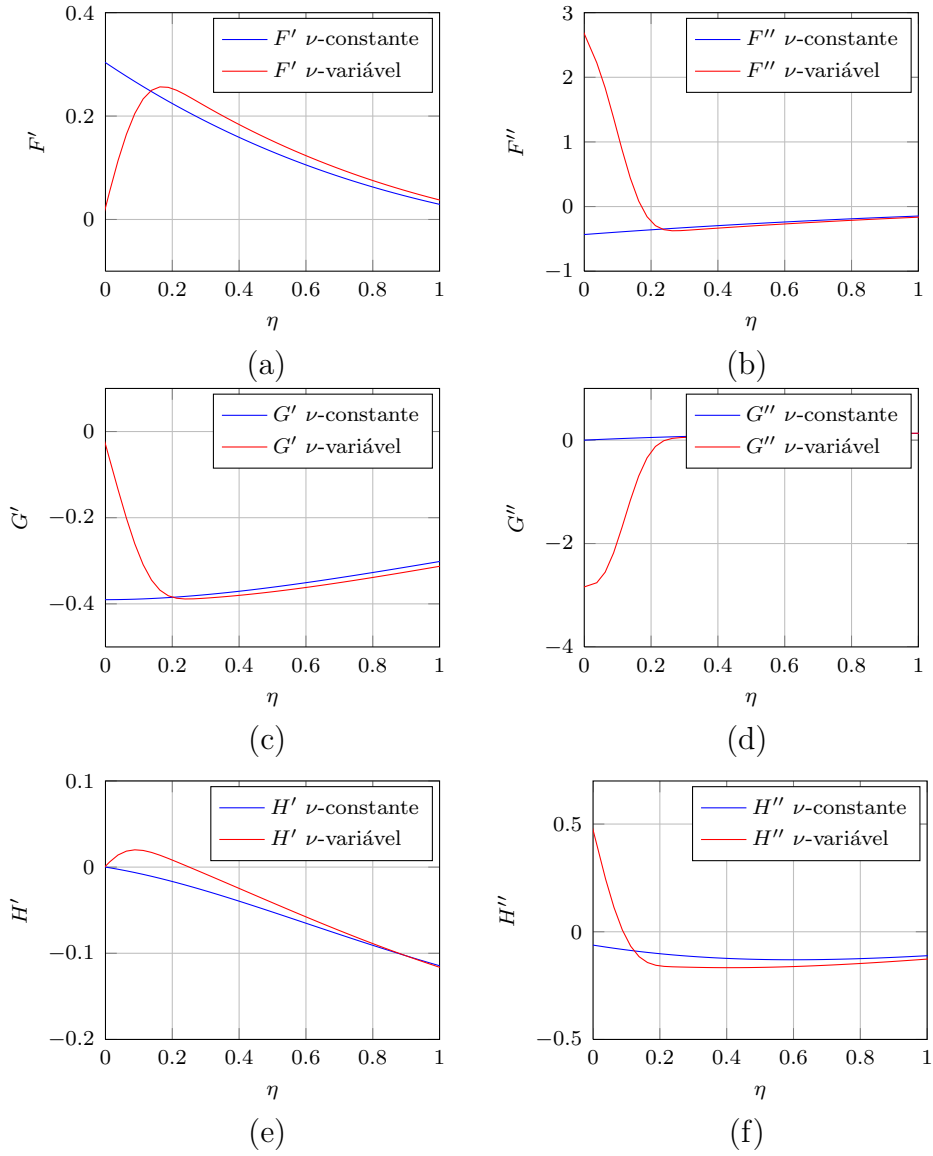 0.4
0.2
0
F′
F′ ν-constante
F′ ν-variável
0 0.2 0.4 0.6 0.8 1
η
(a)
3
2
1
0
−1
F′′
F′′ ν-constante
F′′ ν-variável
0 0.2 0.4 0.6 0.8 1
η
(b)
0
−0.2
−0.4
G′
G′ ν-constante
G′ ν-variável
0 0.2 0.4 0.6 0.8 1
η
(c)
0
−2
−4
G′′
G′′ ν-constante
G′′ ν-variável
0 0.2 0.4 0.6 0.8 1
η
(d)
0.1
0
−0.1
−0.2
H′
H′ ν-constante
H′ ν-variável
0 0.2 0.4 0.6 0.8 1
η
(e)
0.5
0
−0.5
H′′
H′′ ν-constante
H′′ ν-variável
0 0.2 0.4 0.6 0.8 1
η
(f)